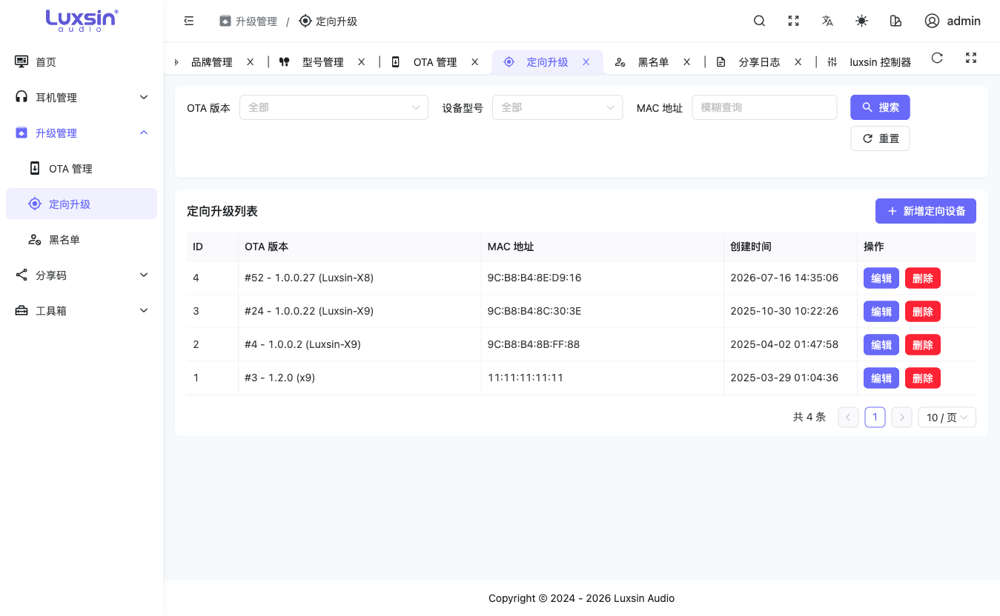 Luxsin®
audio
升级管理 / 定向升级
admin
品牌管理 X | 型号管理 X | OTA 管理 X 定向升级 X 黑名单 X | 分享日志 X | luxsin 控制器
首页
耳机管理
升级管理
OTA 管理
定向升级
黑名单
分享码
工具箱
OTA 版本 全部 设备型号 全部 MAC 地址 模糊查询 搜索
重置
定向升级列表 + 新增定向设备
ID OTA 版本 MAC 地址 创建时间 操作
4 #52 - 1.0.0.27 (Luxsin-X8) 9C:B8:B4:8E:D9:16 2026-07-16 14:35:06 编辑 删除
3 #24 - 1.0.0.22 (Luxsin-X9) 9C:B8:B4:8C:30:3E 2025-10-30 10:22:26 编辑 删除
2 #4 - 1.0.0.2 (Luxsin-X9) 9C:B8:B4:8B:FF:88 2025-04-02 01:47:58 编辑 删除
1 #3 - 1.2.0 (x9) 11:11:11:11:11 2025-03-29 01:04:36 编辑 删除
共 4 条 < 1 > 10 / 页
Copyright © 2024 - 2026 Luxsin Audio